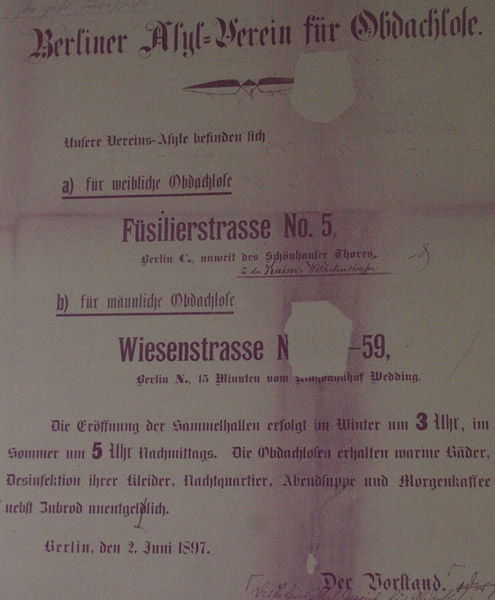 Berliner Asyl-Verein für Obdachlose.
Unsere Vereins-Asyle befinden sich
a) für weibliche Obdachlose
Füsilierstrasse No. 5,
Berlin C., unweit des Schönhauser Thores,
b) für männliche Obdachlose
Wiesenstrasse N –59,
Berlin N., 15 Minuten vom Wedding.
Die Eröffnung der Sammelhallen erfolgt im Winter um 3 Uhr, im
Sommer um 5 Uhr Nachmittags. Die Obdachlosen erhalten warme Bäder,
Desinfektion ihrer Kleider, Nachtquartier, Abendsuppe und Morgenkaffee
nebst Zubrod unentgeldlich.
Berlin, den 2. Juni 1897.
Der Vorstand.